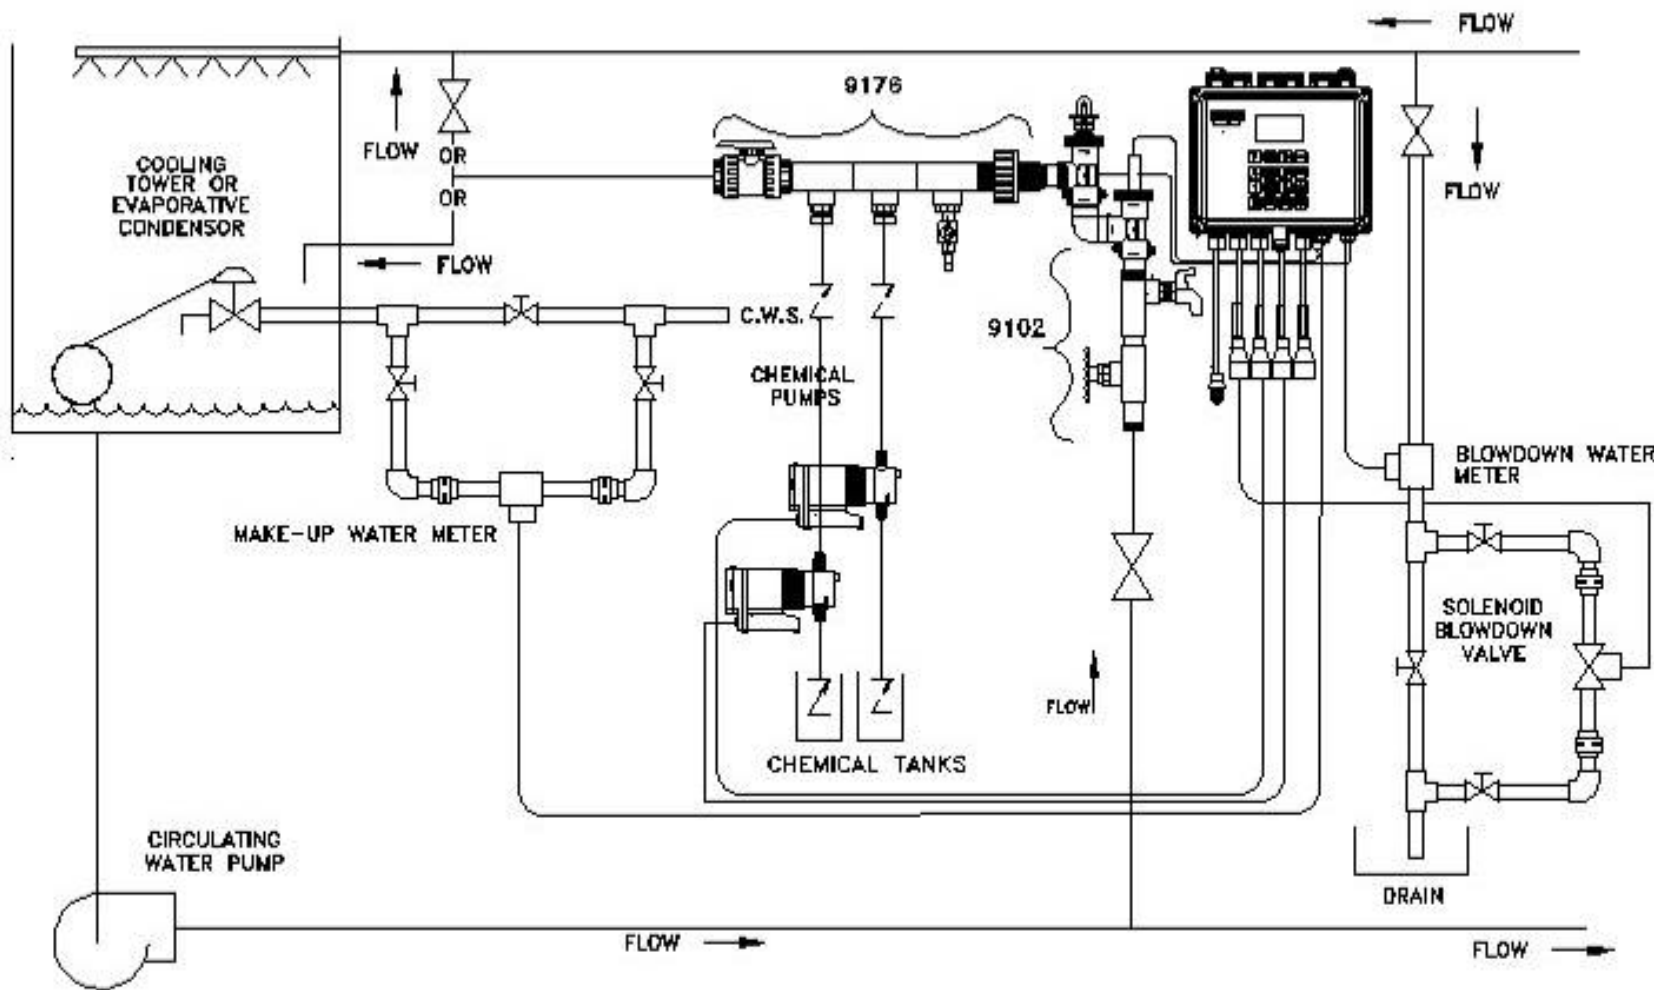 FLOW
9176
FLOW
OR
OR
COOLING
TOWER OR
EVAPORATIVE
CONDENSOR
FLOW
FLOW
C.W.S.
9102
CHEMICAL
PUMPS
BLOWDOWN WATER
METER
MAKE-UP WATER METER
SOLENOID
BLOWDOWN
VALVE
FLOW
CHEMICAL TANKS
CIRCULATING
WATER PUMP
DRAIN
FLOW
FLOW